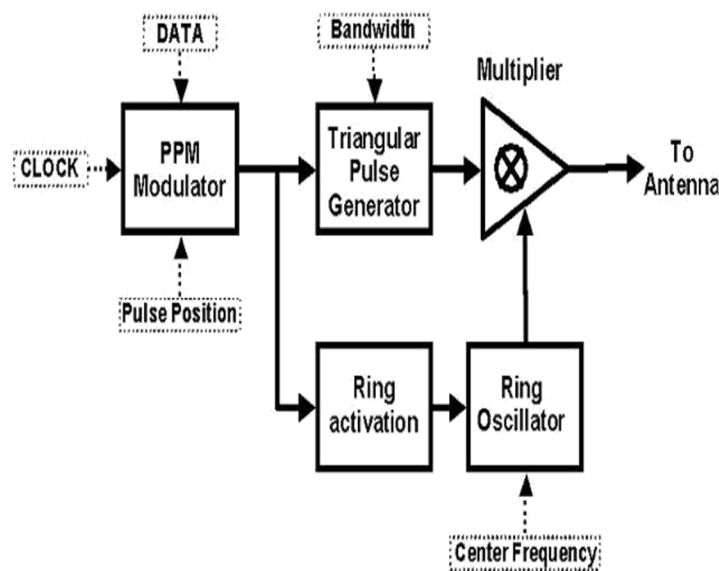 DATA
Bandwidth
Multiplier
CLOCK
PPM
Modulator
Triangular
Pulse
Generator
To
Antenna
Pulse Position
Ring
activation
Ring
Oscillator
Center Frequency